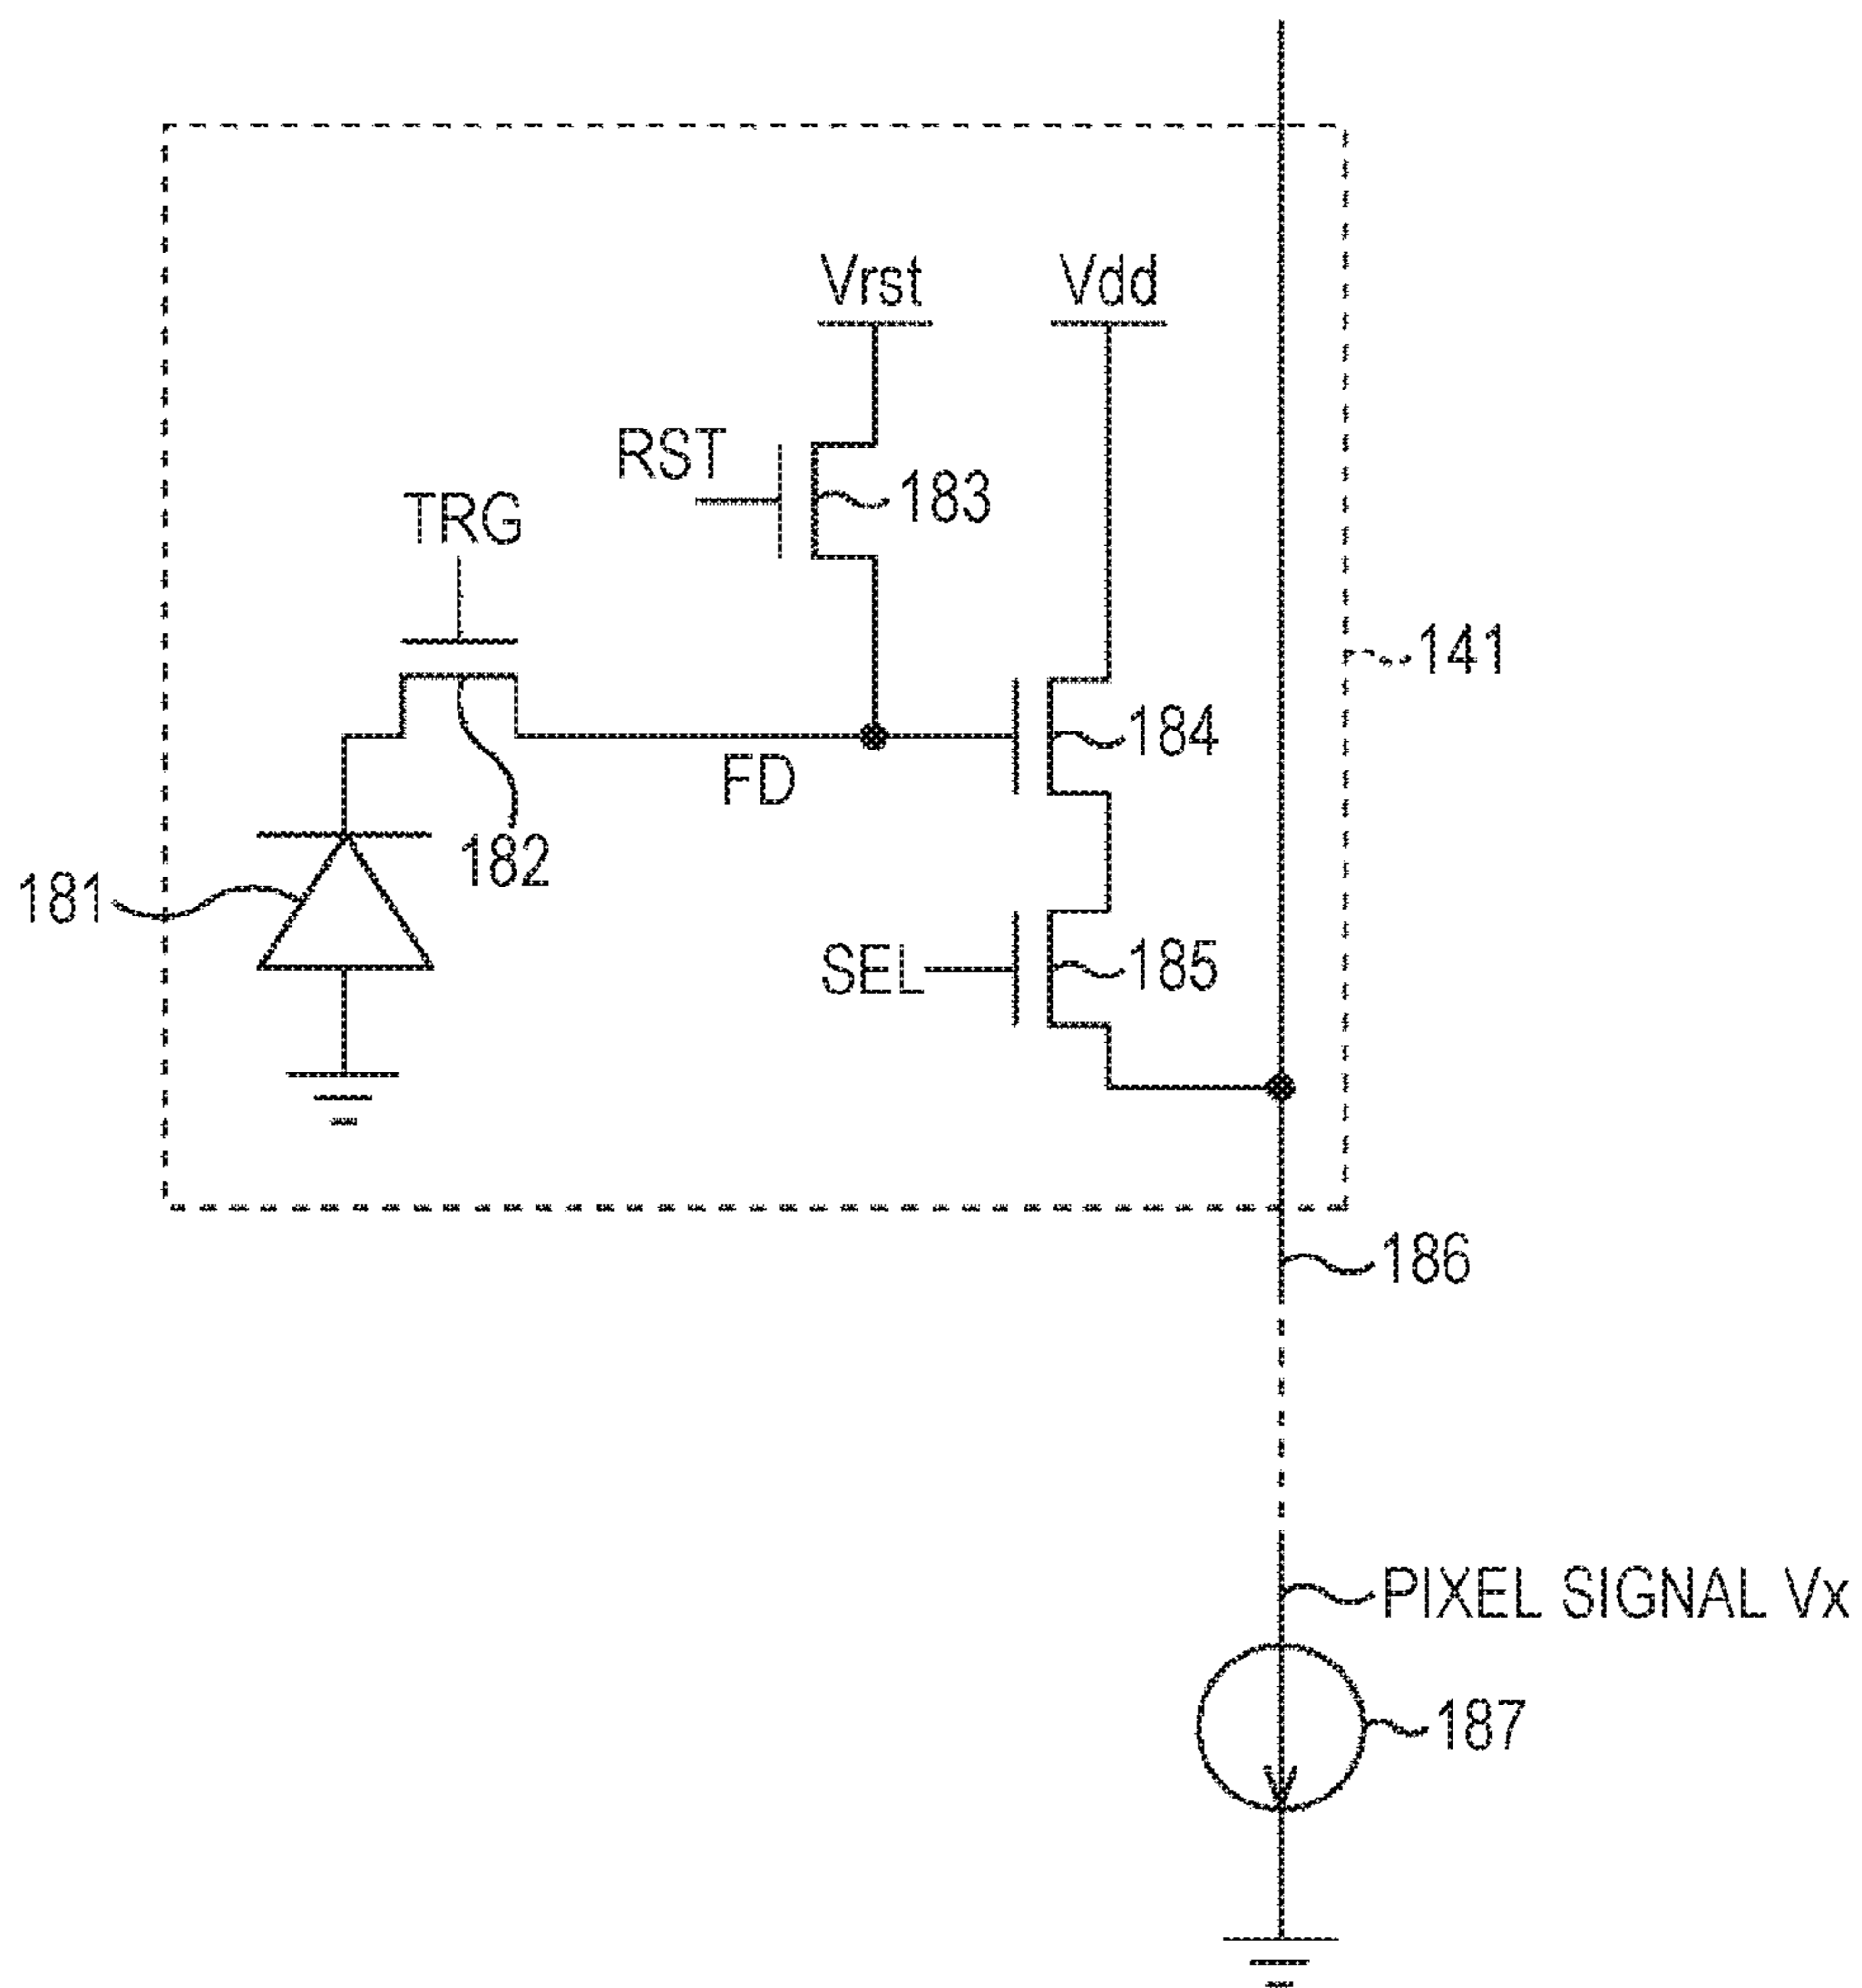 Vrst
Vdd
RST
183
TRG
141
184
FD
182
181
SEL
185
186
PIXEL SIGNAL Vx
187